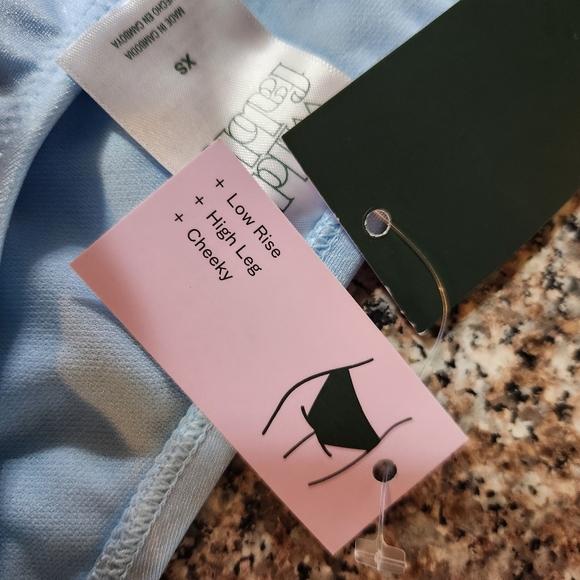 MADE IN CAMBODIA
HECHO EN CAMBOYA
XS
+ Low Rise
+ High Leg
+ Cheeky